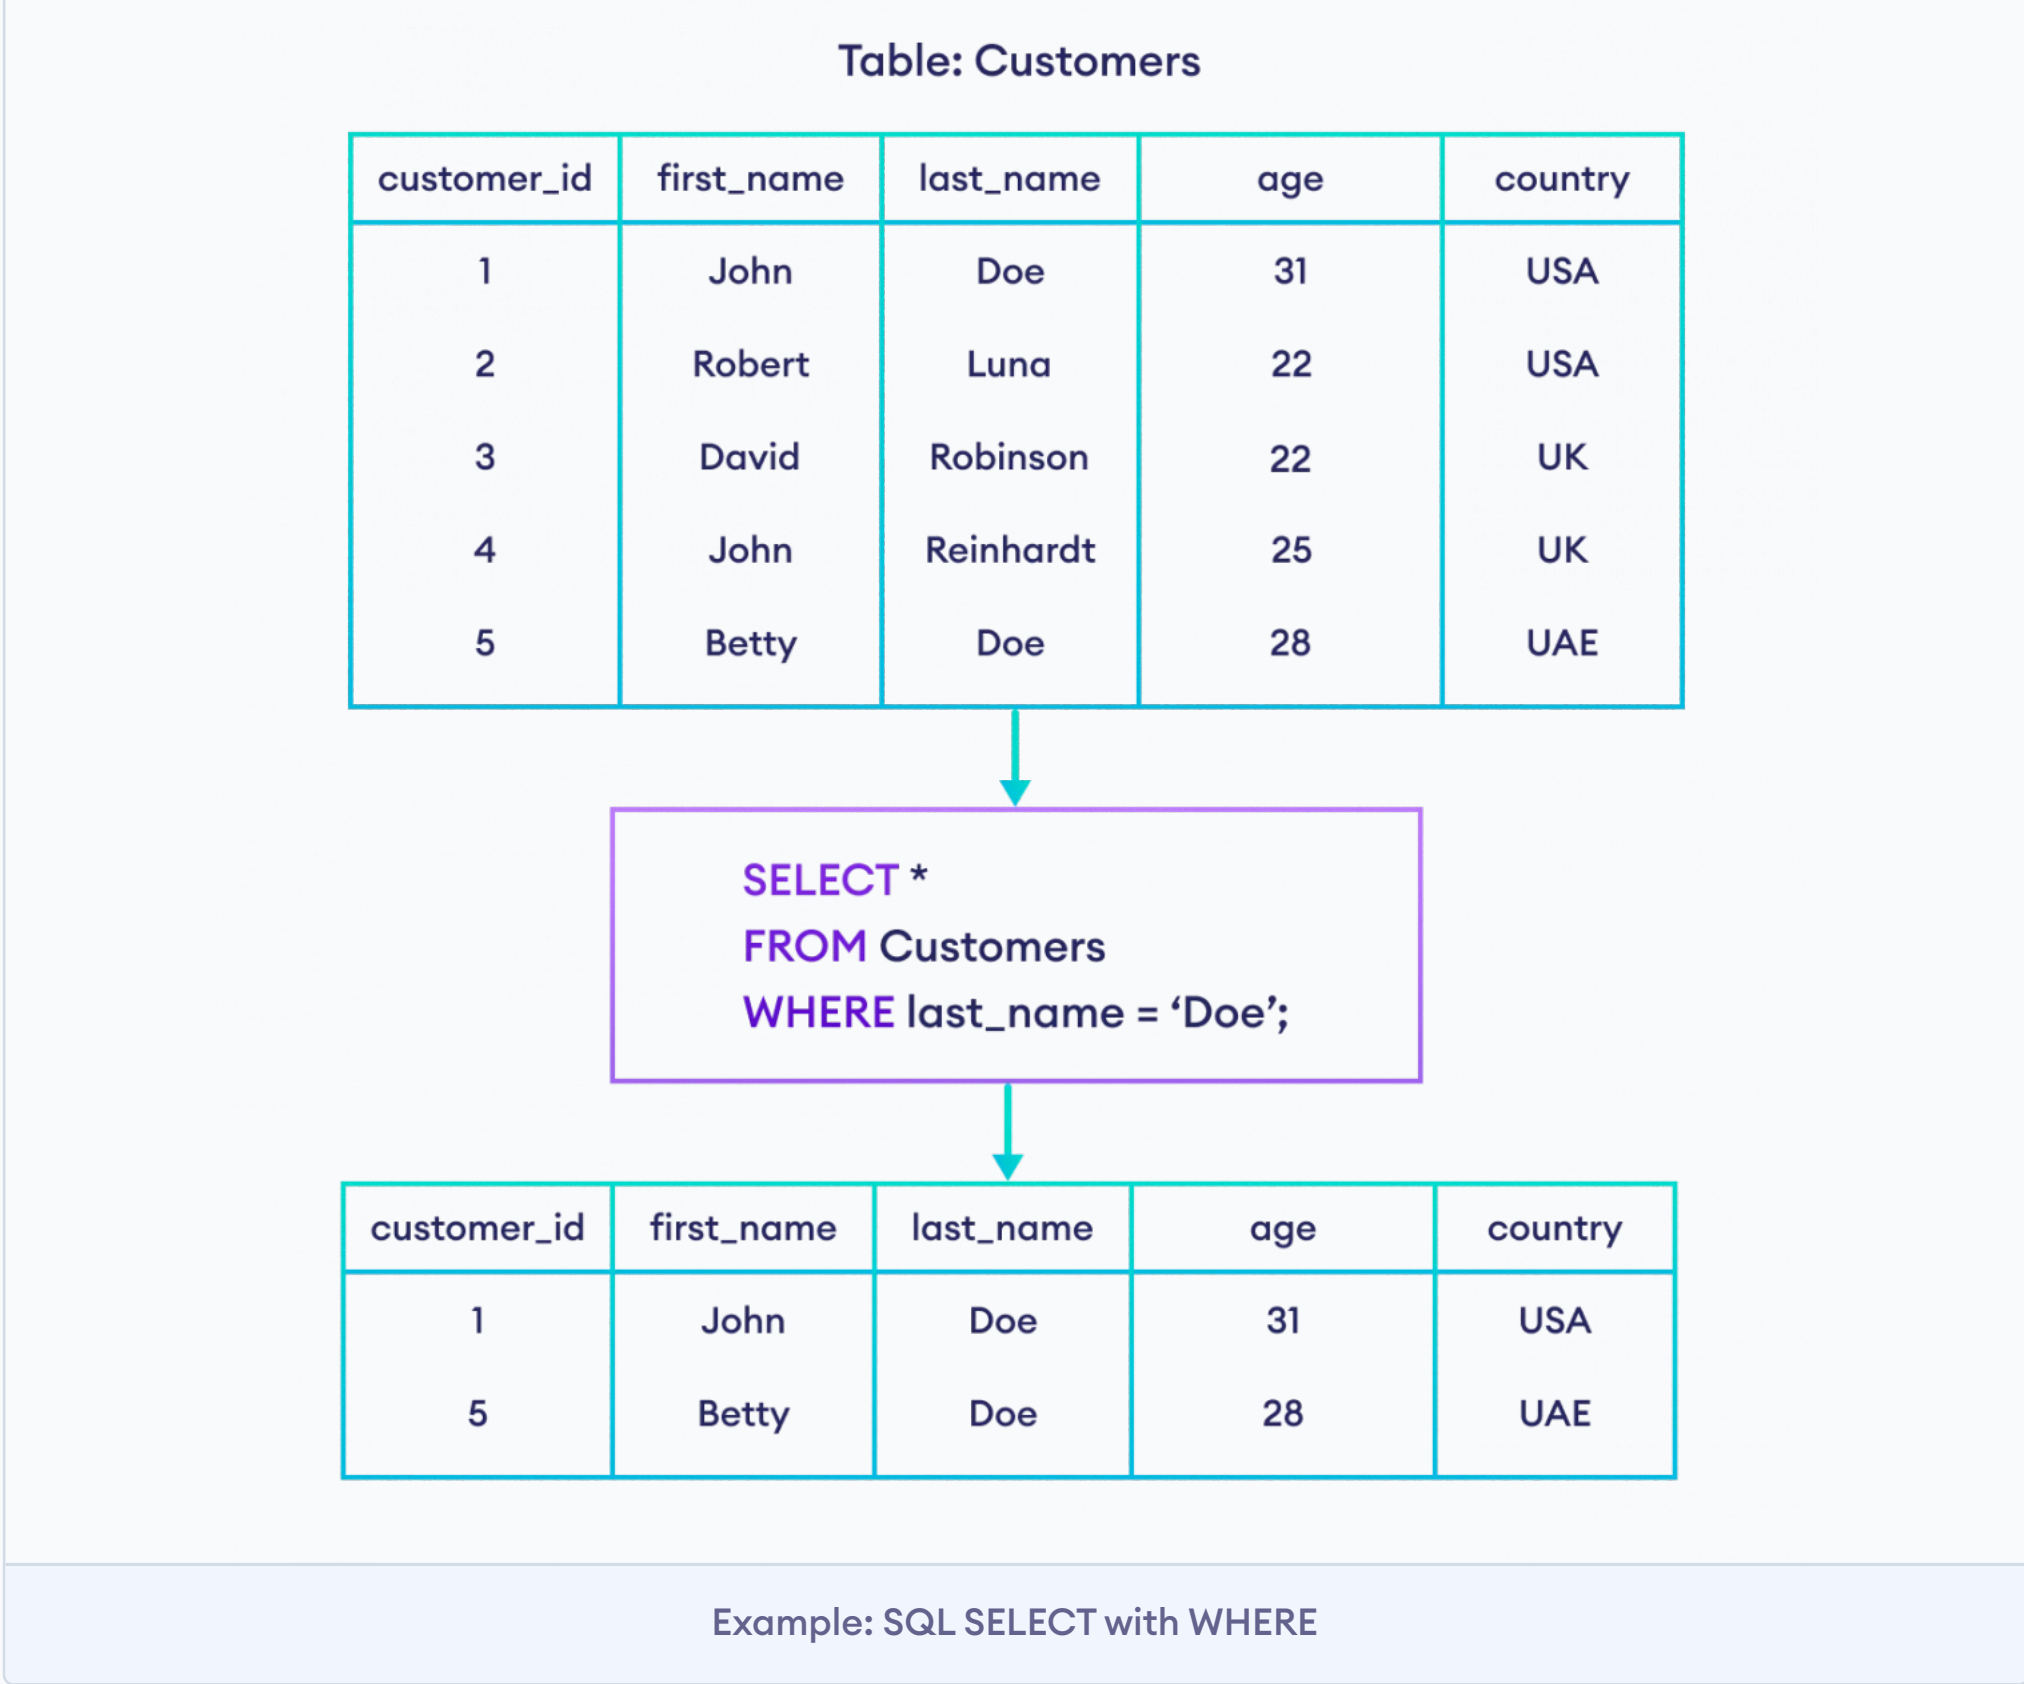 Table: Customers
customer_id first_name last_name age country
1 John Doe 31 USA
2 Robert Luna 22 USA
3 David Robinson 22 UK
4 John Reinhardt 25 UK
5 Betty Doe 28 UAE
SELECT *
FROM Customers
WHERE last_name = ‘Doe’;
customer_id first_name last_name age country
1 John Doe 31 USA
5 Betty Doe 28 UAE
Example: SQL SELECT with WHERE